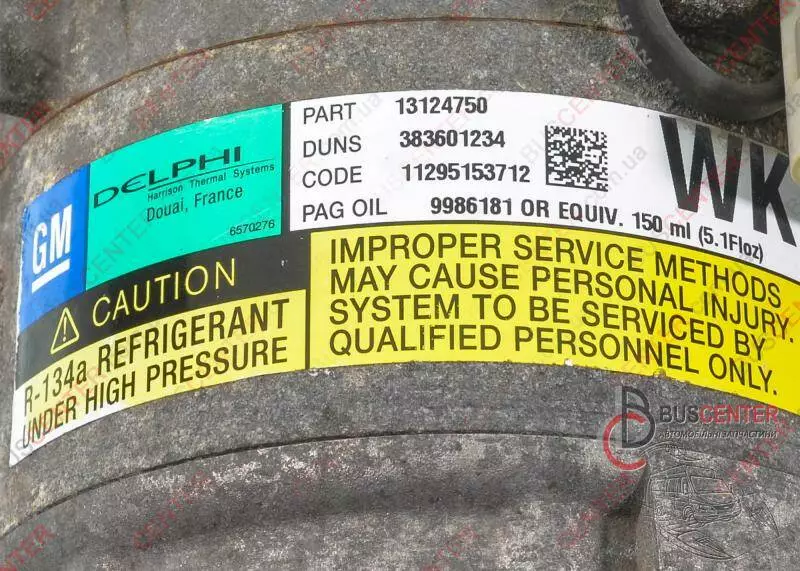 GM
DELPHI
Harrison Thermal Systems
Douai, France
6570276
PART 13124750
DUNS 383601234
CODE 11295153712
PAG OIL 9986181 OR EQUIV. 150 ml (5.1Floz)
WK
CAUTION
R-134a REFRIGERANT
UNDER HIGH PRESSURE
IMPROPER SERVICE METHODS
MAY CAUSE PERSONAL INJURY.
SYSTEM TO BE SERVICED BY
QUALIFIED PERSONNEL ONLY.
BUSCENTER
АВТОМОБІЛЬНІ ЗАПЧАСТИНИ